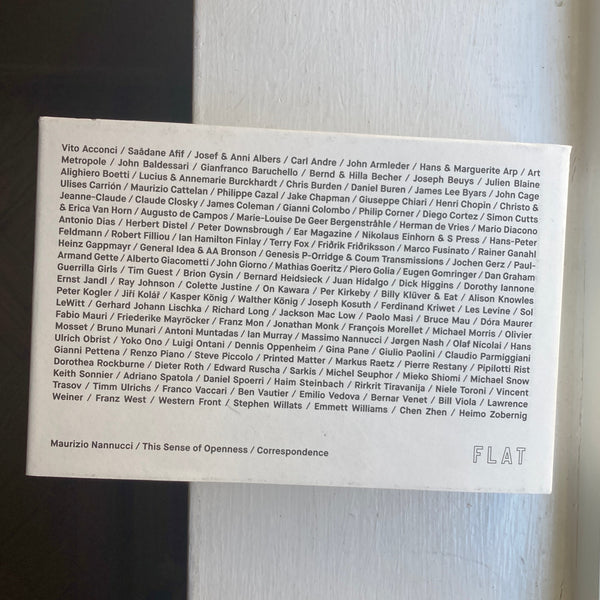 Vito Acconci / Saâdane Afif / Josef & Anni Albers / Carl Andre / John Armleder / Hans & Marguerite Arp / Art
Metropole / John Baldessari / Gianfranco Baruchello / Bernd & Hilla Becher / Joseph Beuys / Julien Blaine
Alighiero Boetti / Lucius & Annemarie Burckhardt / Chris Burden / Daniel Buren / James Lee Byars / John Cage
Ulises Carrión / Maurizio Cattelan / Philippe Cazal / Jake Chapman / Giuseppe Chiari / Henri Chopin / Christo &
Jeanne-Claude / Claude Closky / James Coleman / Gianni Colombo / Philip Corner / Diego Cortez / Simon Cutts
& Erica Van Horn / Augusto de Campos / Marie-Louise De Geer Bergenstråhle / Herman de Vries / Mario Diacono
Antonio Dias / Herbert Distel / Peter Downsbrough / Ear Magazine / Nikolaus Einhorn & S Press / Hans-Peter
Feldmann / Robert Filliou / Ian Hamilton Finlay / Terry Fox / Friðrik Friðriksson / Marco Fusinato / Rainer Ganahl
Heinz Gappmayr / General Idea & AA Bronson / Genesis P-Orridge & Coum Transmissions / Jochen Gerz / Paul-
Armand Gette / Alberto Giacometti / John Giorno / Mathias Goeritz / Piero Golia / Eugen Gomringer / Dan Graham
Guerrilla Girls / Tim Guest / Brion Gysin / Bernard Heidsieck / Juan Hidalgo / Dick Higgins / Dorothy Iannone
Ernst Jandl / Ray Johnson / Colette Justine / On Kawara / Per Kirkeby / Billy Klüver & Eat / Alison Knowles
Peter Kogler / Jiří Kolář / Kasper König / Walther König / Joseph Kosuth / Ferdinand Kriwet / Les Levine / Sol
LeWitt / Gerhard Johann Lischka / Richard Long / Jackson Mac Low / Paolo Masi / Bruce Mau / Dóra Maurer
Fabio Mauri / Friederike Mayröcker / Franz Mon / Jonathan Monk / François Morellet / Michael Morris / Olivier
Mosset / Bruno Munari / Antoni Muntadas / Ian Murray / Massimo Nannucci / Jørgen Nash / Olaf Nicolai / Hans
Ulrich Obrist / Yoko Ono / Luigi Ontani / Dennis Oppenheim / Gina Pane / Giulio Paolini / Claudio Parmiggiani
Gianni Pettena / Renzo Piano / Steve Piccolo / Printed Matter / Markus Raetz / Pierre Restany / Pipilotti Rist
Dorothea Rockburne / Dieter Roth / Edward Ruscha / Sarkis / Michel Seuphor / Mieko Shiomi / Michael Snow
Keith Sonnier / Adriano Spatola / Daniel Spoerri / Haim Steinbach / Rirkrit Tiravanija / Niele Toroni / Vincent
Trasov / Timm Ulrichs / Franco Vaccari / Ben Vautier / Emilio Vedova / Bernar Venet / Bill Viola / Lawrence
Weiner / Franz West / Western Front / Stephen Willats / Emmett Williams / Chen Zhen / Heimo Zobernig
Maurizio Nannucci / This Sense of Openness / Correspondence
FLAT